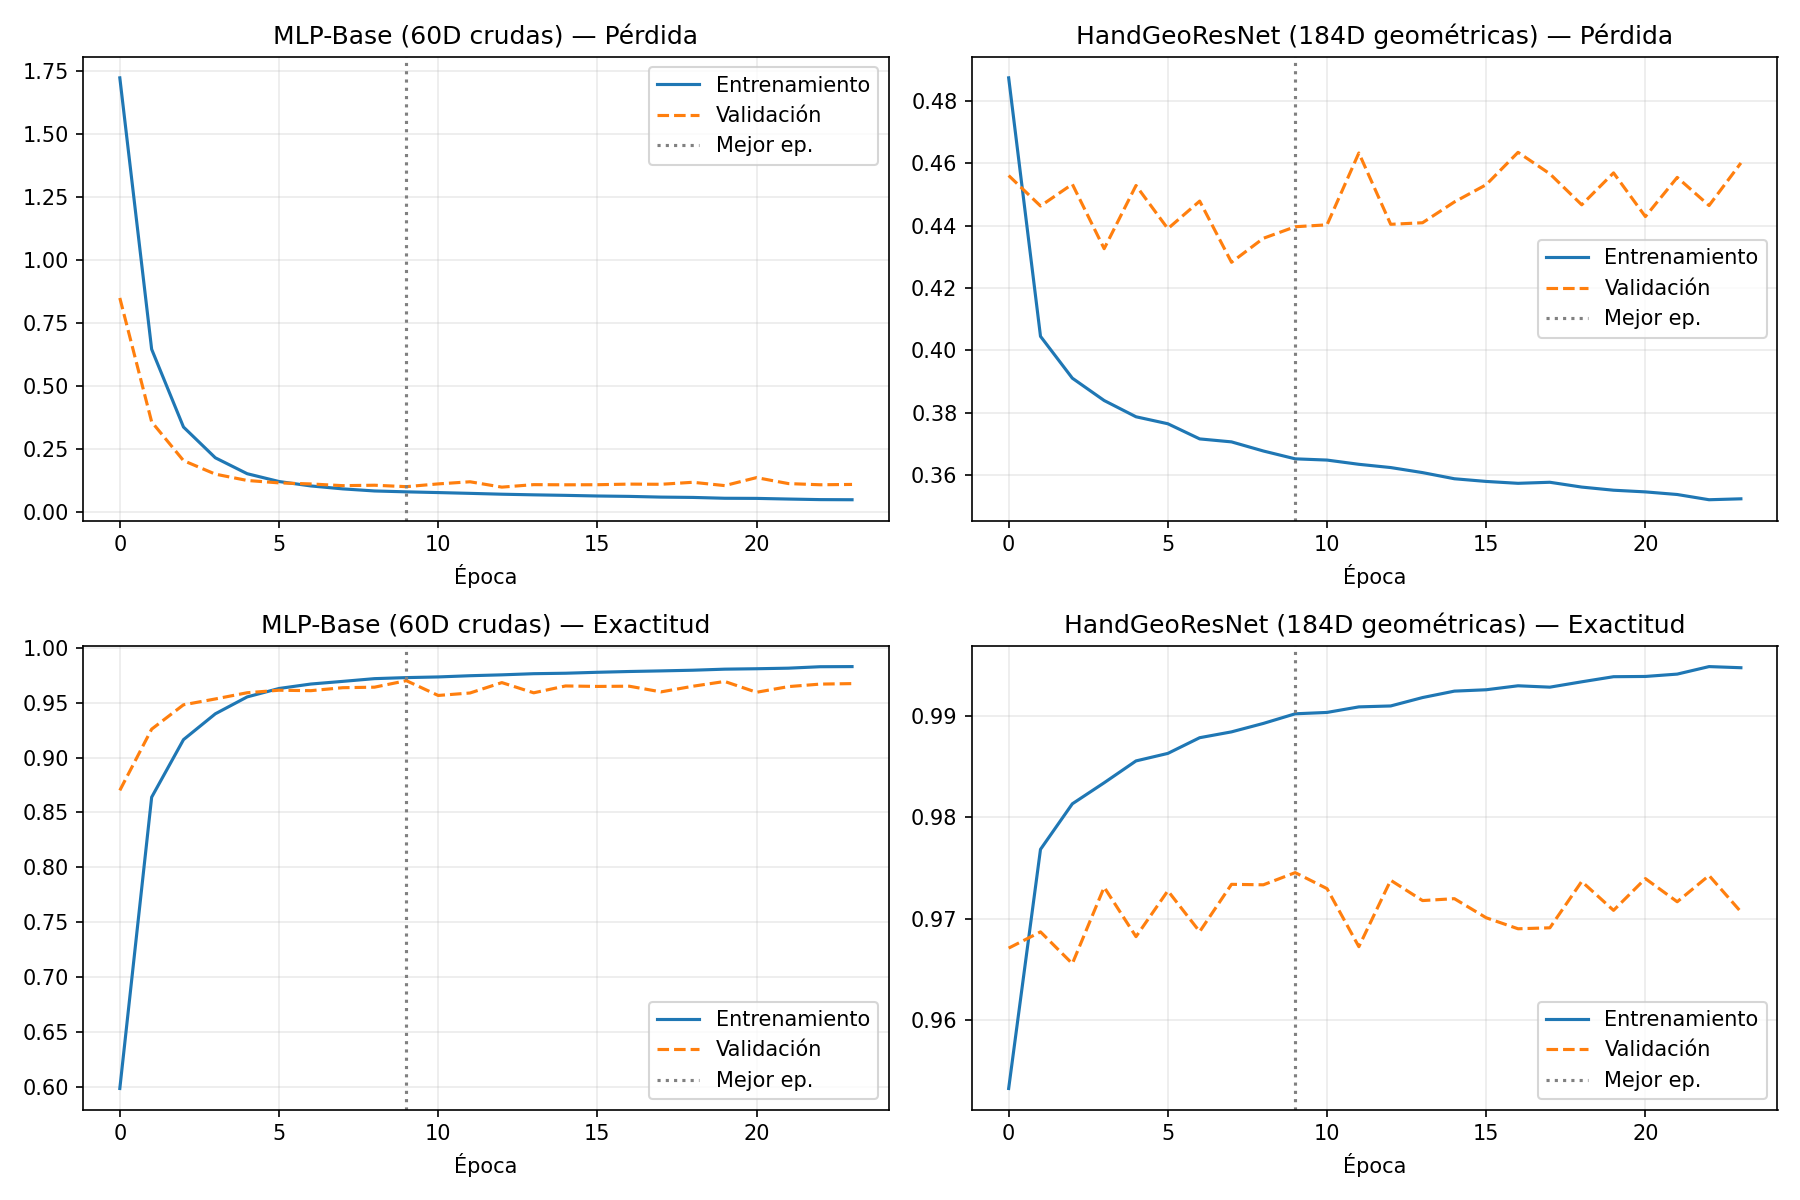 MLP-Base (60D crudas) — Pérdida
1.75
1.50
1.25
1.00
0.75
0.50
0.25
0.00
0 5 10 15 20
Época
Entrenamiento
Validación
Mejor ep.
HandGeoResNet (184D geométricas) — Pérdida
0.48
0.46
0.44
0.42
0.40
0.38
0.36
0 5 10 15 20
Época
Entrenamiento
Validación
Mejor ep.
MLP-Base (60D crudas) — Exactitud
1.00
0.95
0.90
0.85
0.80
0.75
0.70
0.65
0.60
0 5 10 15 20
Época
Entrenamiento
Validación
Mejor ep.
HandGeoResNet (184D geométricas) — Exactitud
0.99
0.98
0.97
0.96
0 5 10 15 20
Época
Entrenamiento
Validación
Mejor ep.